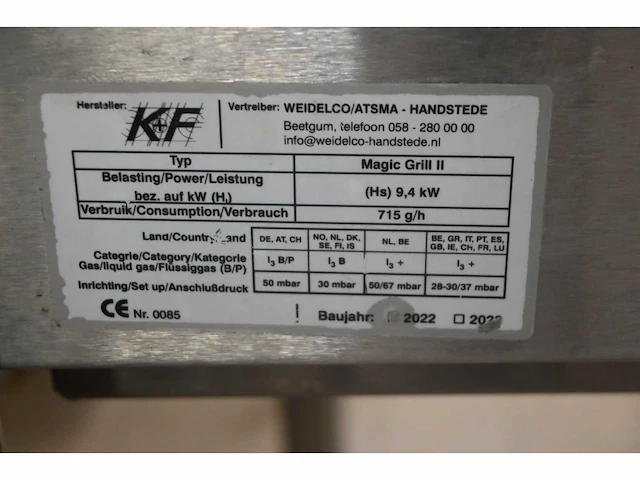 Hersteller: K+F Vertreiber: WEIDELCO/ATSMA - HANDSTEDE
Beetgum, telefoon 058 - 280 00 00
info@weidelco-handstede.nl
Typ Magic Grill II
Belasting/Power/Leistung
bez. auf kW (Hᵢ) (Hs) 9,4 kW
Verbruik/Consumption/Verbrauch 715 g/h
Land/Country/Land DE, AT, CH NO, NL, DK, SE, FI, IS NL, BE BE, GR, IT, PT, ES, GB, IE, CH, FR, LU
Categrie/Category/Kategorie
Gas/liquid gas/Flüssiggas (B/P) I₃ B/P I₃ B I₃ + I₃ +
Inrichting/Set up/Anschlußdruck 50 mbar 30 mbar 50/67 mbar 28-30/37 mbar
CE Nr. 0085 Baujahr: 2022 ☐